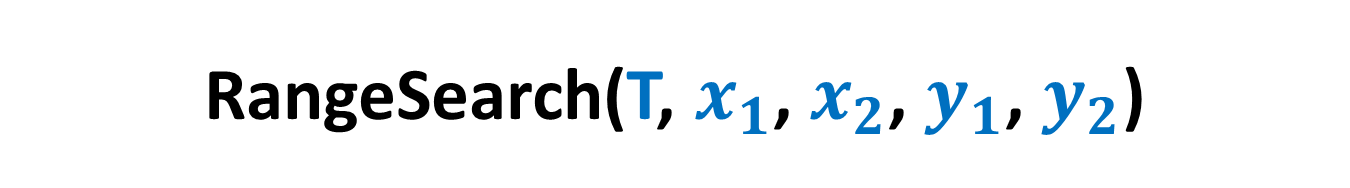 RangeSearch(T, x₁, x₂, y₁, y₂)